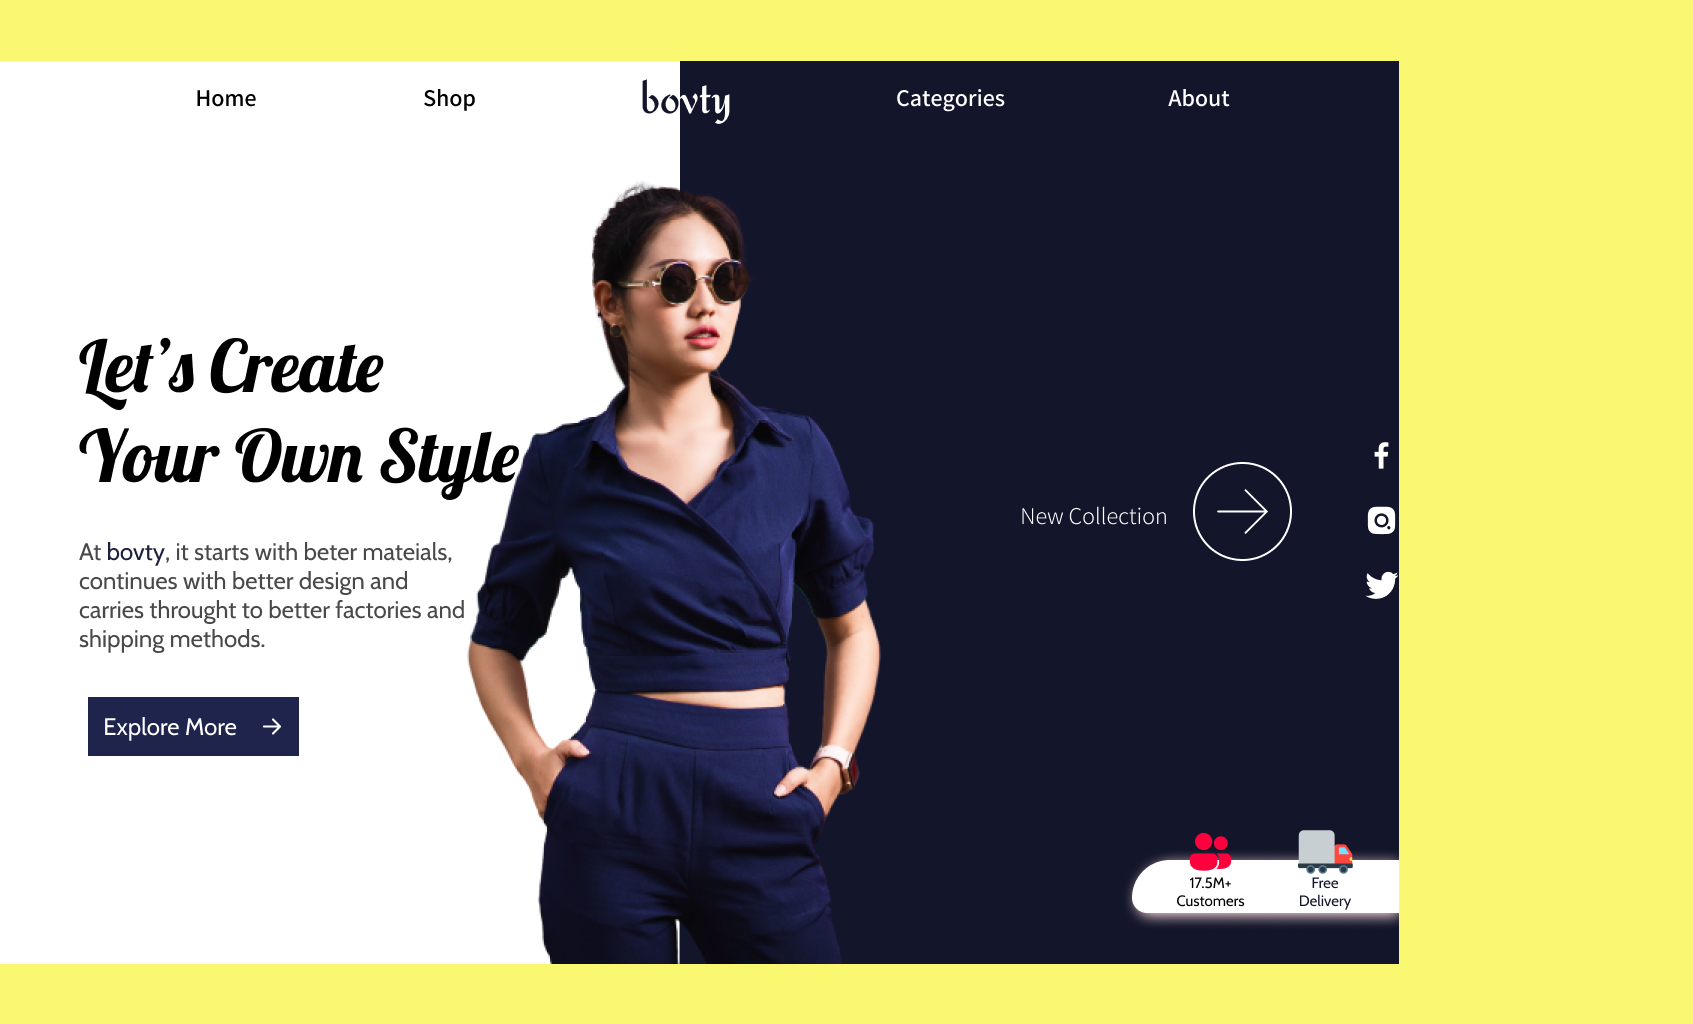 Home Shop bovty Categories About
Let's Create
Your Own Style
At bovty, it starts with beter mateials,
continues with better design and
carries throught to better factories and
shipping methods.
Explore More
New Collection
17.5M+
Customers
Free
Delivery